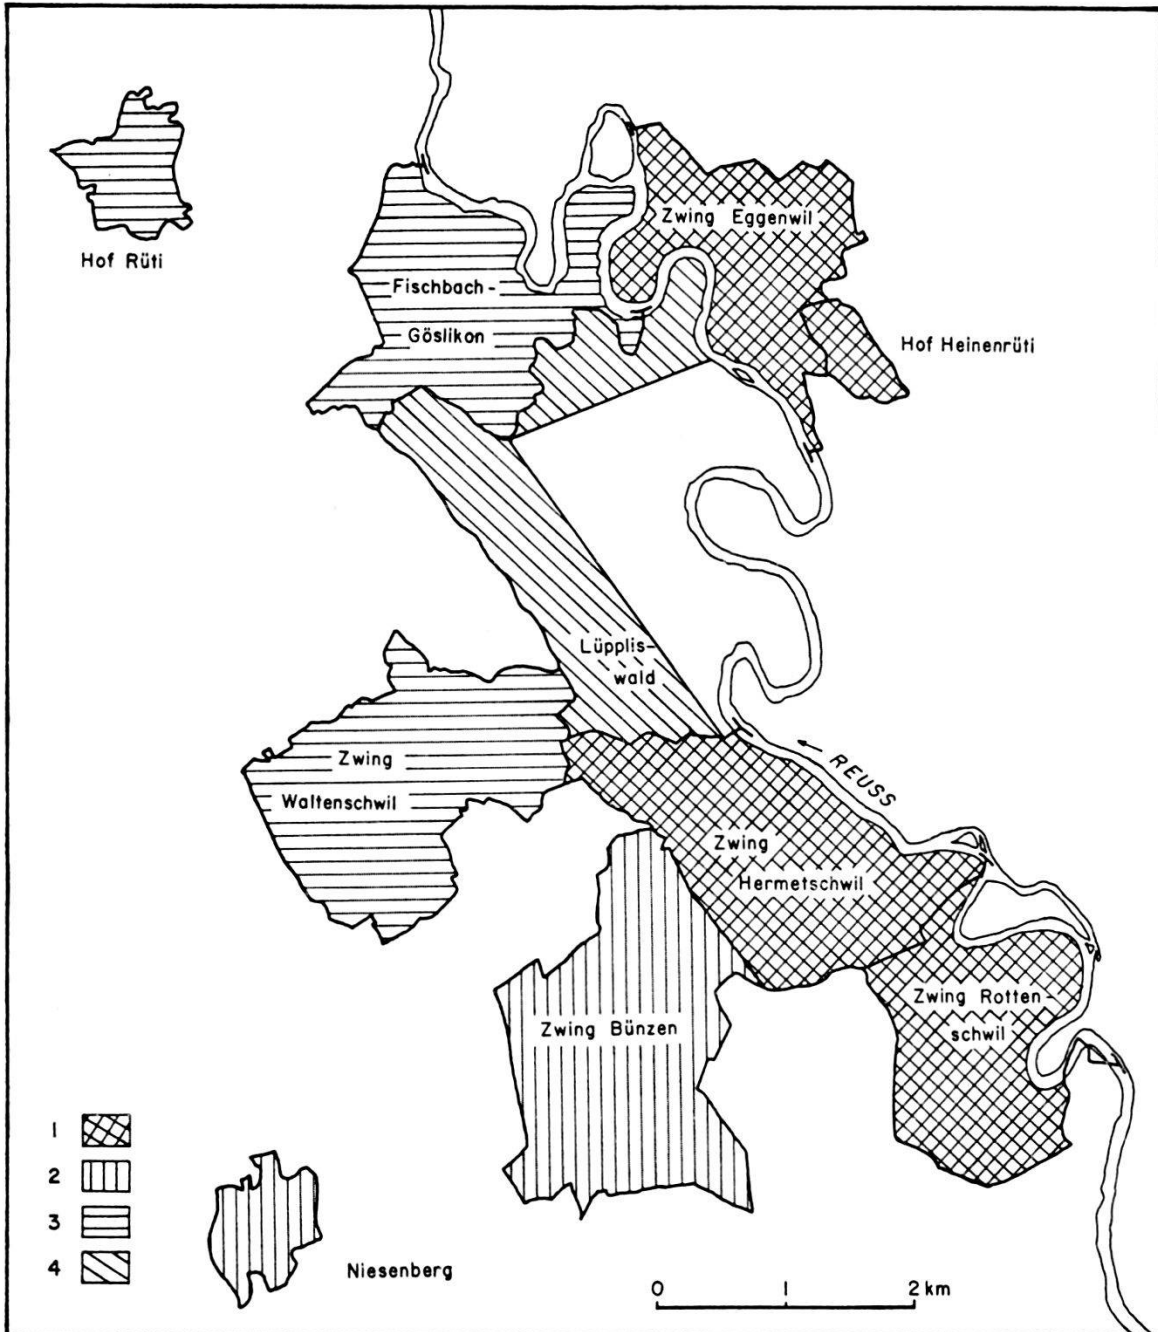 Zwing Eggenwil
Hof Rüti
Fischbach-
Göslikon
Hof Heinenrüti
Lüpplis-
wald
Zwing
Waltenschwil
REUSS
Zwing
Hermetschwil
Zwing Rotten-
schwil
Zwing Bünzen
1
2
3
4
Niesenberg
0 1 2 km